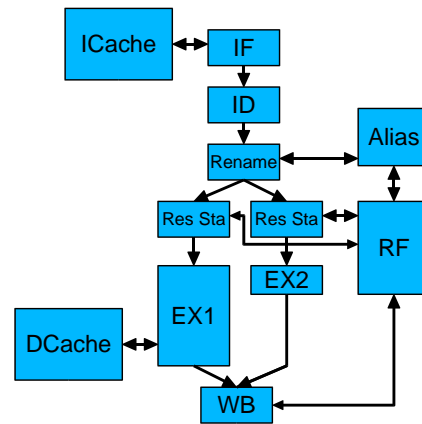 ICache
IF
ID
Alias
Rename
Res Sta
Res Sta
RF
EX1
EX2
DCache
WB